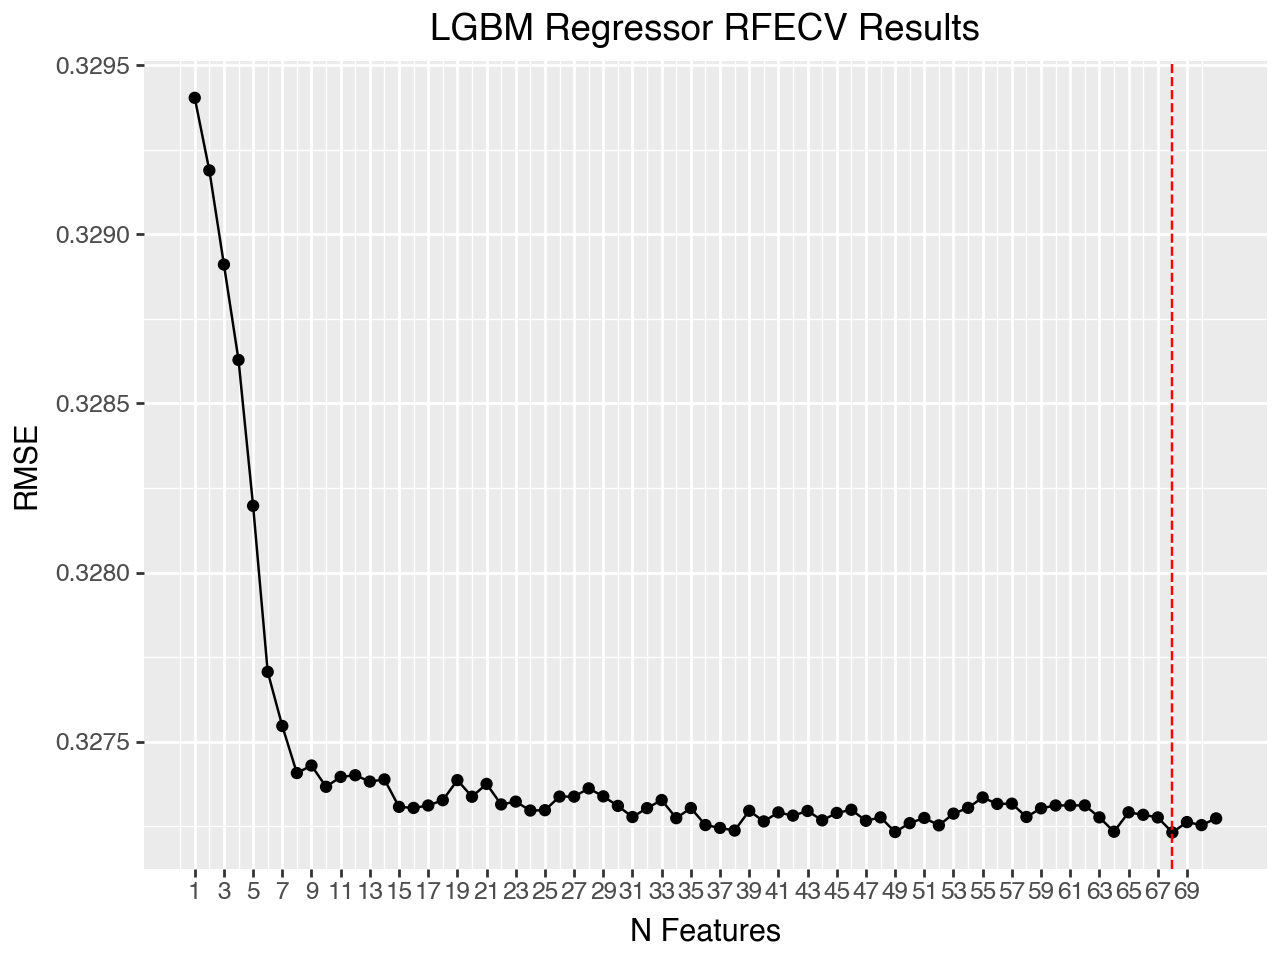 LGBM Regressor RFECV Results
0.3295
0.3290
0.3285
0.3280
0.3275
RMSE
1 3 5 7 9 11 13 15 17 19 21 23 25 27 29 31 33 35 37 39 41 43 45 47 49 51 53 55 57 59 61 63 65 67 69
N Features